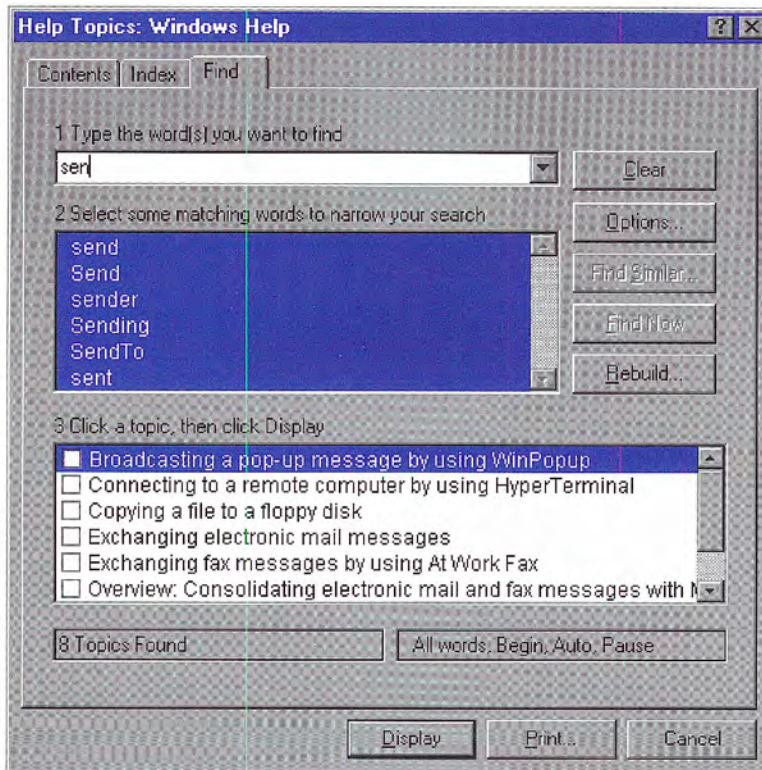 Help Topics: Windows Help
Contents Index Find
1 Type the word(s) you want to find
sen
Clear
2 Select some matching words to narrow your search
Options...
send
Send
sender
Sending
SendTo
sent
Find Similar...
Find Now
Rebuild...
3 Click a topic, then click Display
Broadcasting a pop-up message by using WinPopup
Connecting to a remote computer by using HyperTerminal
Copying a file to a floppy disk
Exchanging electronic mail messages
Exchanging fax messages by using At Work Fax
Overview: Consolidating electronic mail and fax messages with
8 Topics Found
All words, Begin, Auto, Pause
Display Print... Cancel